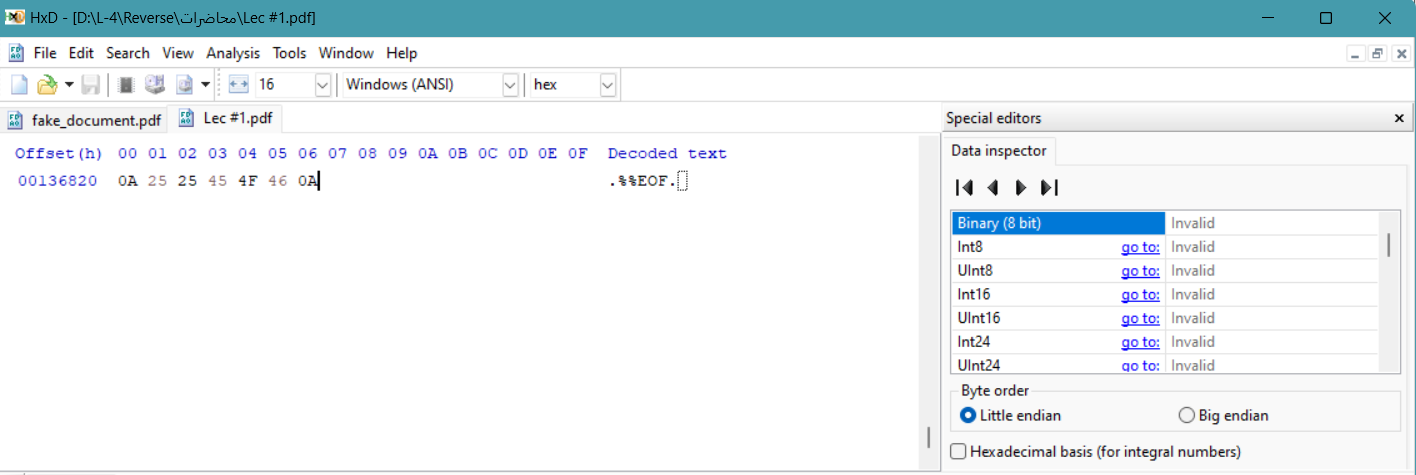 HxD - [D:\L-4\Reverse\محاضرات\Lec #1.pdf]
File Edit Search View Analysis Tools Window Help
16 Windows (ANSI) hex
fake_document.pdf Lec #1.pdf
Offset(h) 00 01 02 03 04 05 06 07 08 09 0A 0B 0C 0D 0E 0F Decoded text
00136820 0A 25 25 45 4F 46 0A .%%EOF.
Special editors
Data inspector
Binary (8 bit) Invalid
Int8 go to: Invalid
UInt8 go to: Invalid
Int16 go to: Invalid
UInt16 go to: Invalid
Int24 go to: Invalid
UInt24 go to: Invalid
Byte order
Little endian Big endian
Hexadecimal basis (for integral numbers)